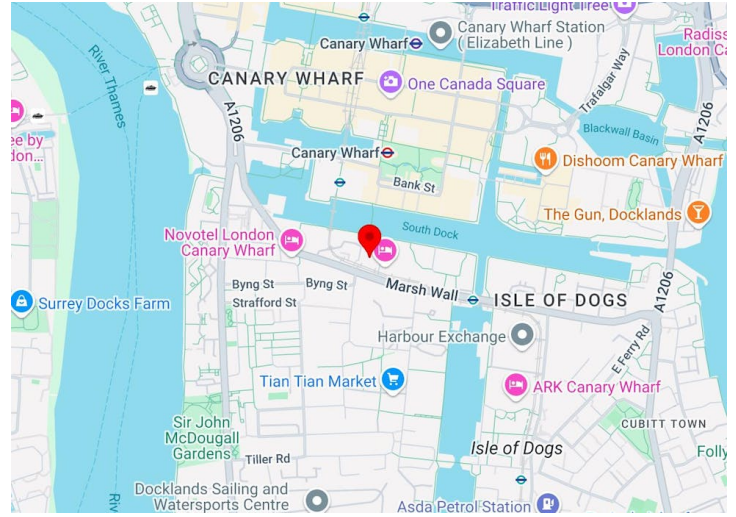 Traffic Light Tree
Canary Wharf Station
( Elizabeth Line )
Canary Wharf
Radiss
London Ca
River Thames
CANARY WHARF
One Canada Square
Trafalgar Way
A1206
A1206
Blackwall Basin
ee by
don...
Canary Wharf
Dishoom Canary Wharf
Bank St
The Gun, Docklands
South Dock
Novotel London
Canary Wharf
Byng St
Byng St
Marsh Wall
ISLE OF DOGS
A1206
Surrey Docks Farm
Strafford St
Harbour Exchange
E Ferry Rd
Tian Tian Market
ARK Canary Wharf
Sir John
McDougall
Gardens
CUBITT TOWN
Tiller Rd
Isle of Dogs
Folly
Docklands Sailing and
Watersports Centre
Asda Petrol Station
Riv